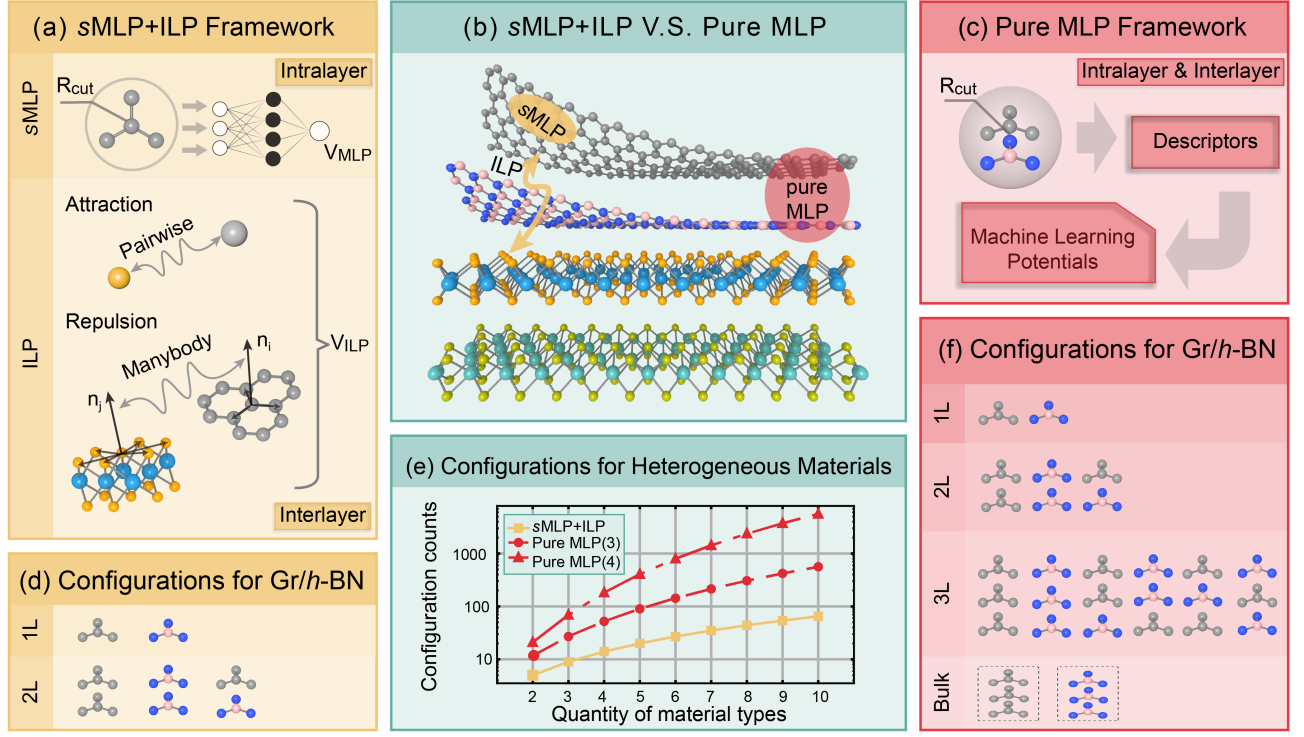 (a) sMLP+ILP Framework
sMLP
Rcut
Intralayer
VMLP
ILP
Attraction
Pairwise
Repulsion
Manybody
ni
nj
VILP
Interlayer
(b) sMLP+ILP V.S. Pure MLP
sMLP
ILP
pure
MLP
(c) Pure MLP Framework
Intralayer & Interlayer
Rcut
Descriptors
Machine Learning
Potentials
(d) Configurations for Gr/h-BN
1L
2L
(e) Configurations for Heterogeneous Materials
Configuration counts
1000
100
10
sMLP+ILP
Pure MLP(3)
Pure MLP(4)
2 3 4 5 6 7 8 9 10
Quantity of material types
(f) Configurations for Gr/h-BN
1L
2L
3L
Bulk